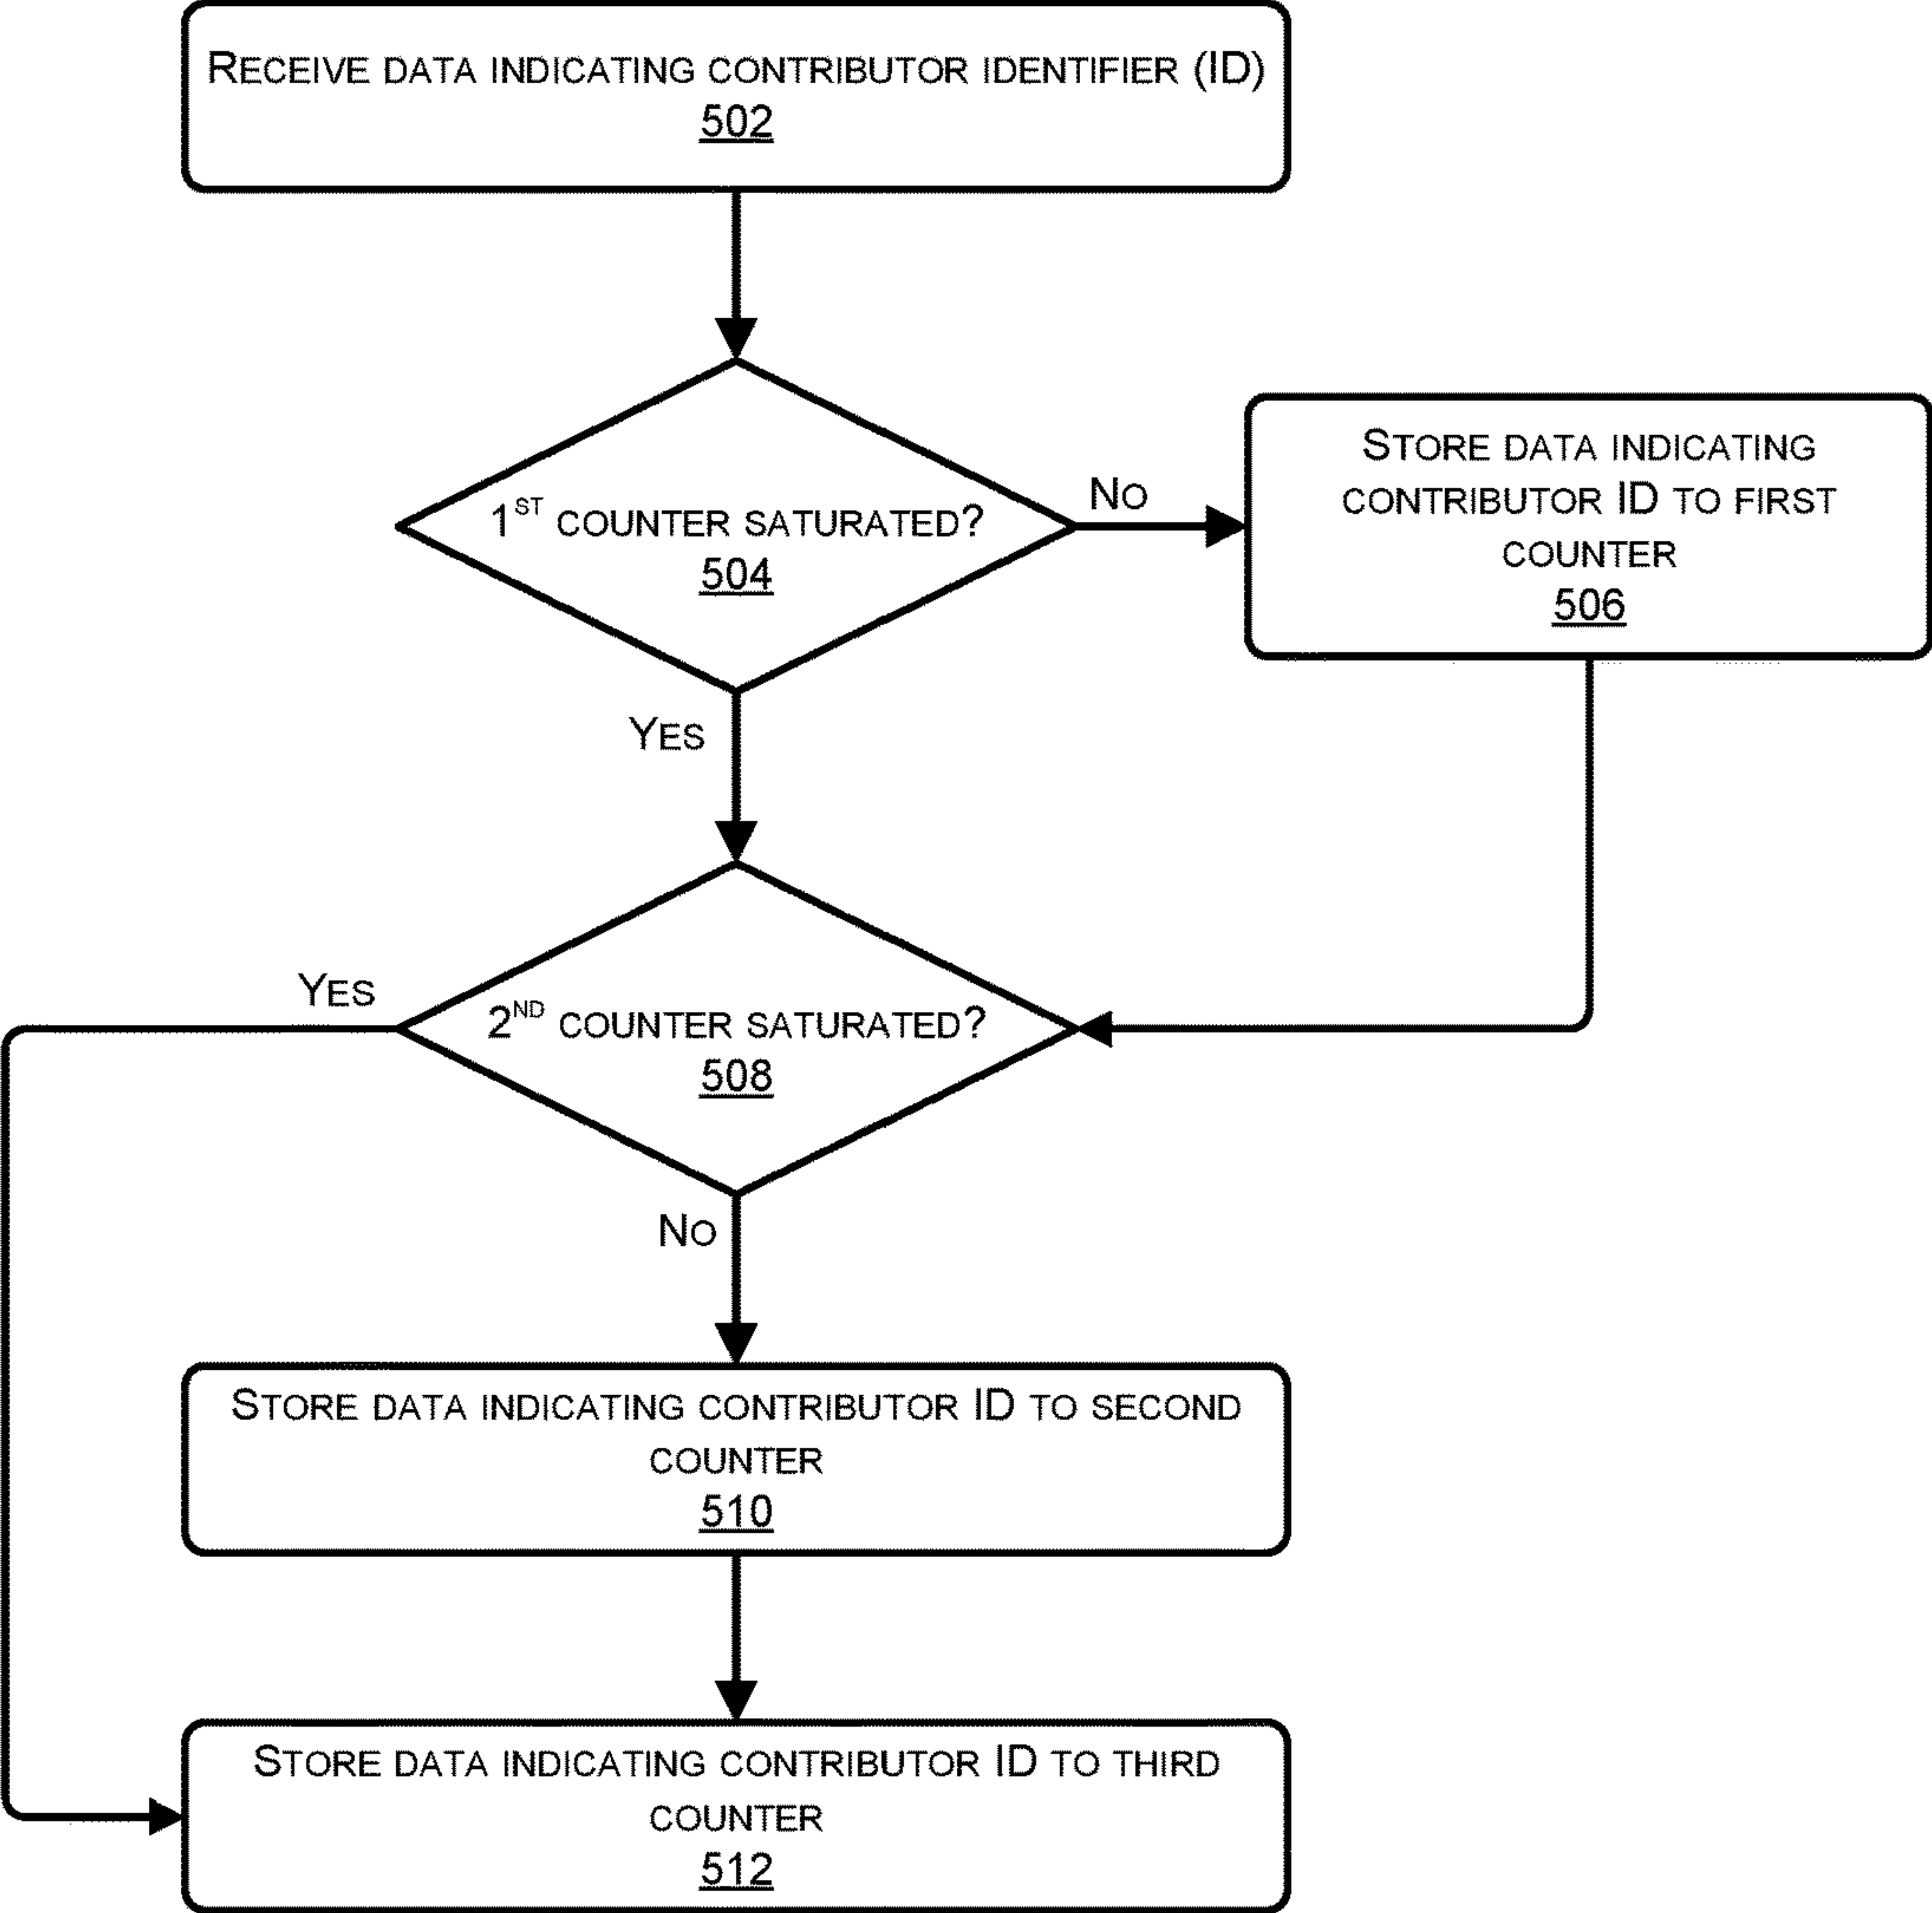 RECEIVE DATA INDICATING CONTRIBUTOR IDENTIFIER (ID)
502
1ST COUNTER SATURATED?
504
NO
STORE DATA INDICATING
CONTRIBUTOR ID TO FIRST
COUNTER
506
YES
YES
2ND COUNTER SATURATED?
508
NO
STORE DATA INDICATING CONTRIBUTOR ID TO SECOND
COUNTER
510
STORE DATA INDICATING CONTRIBUTOR ID TO THIRD
COUNTER
512